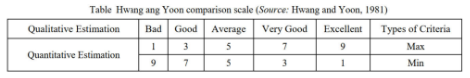 Table Hwang ang Yoon comparison scale (Source: Hwang and Yoon, 1981)
Qualitative Estimation Bad Good Average Very Good Excellent Types of Criteria
Quantitative Estimation 1 3 5 7 9 Max
9 7 5 3 1 Min